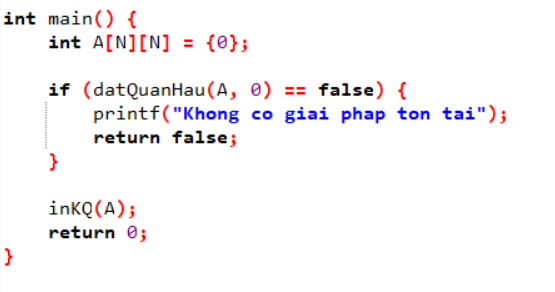 int main() {
    int A[N][N] = {0};
    if (datQuanHau(A, 0) == false) {
        printf("Khong co giai phap ton tai");
        return false;
    }
    inKQ(A);
    return 0;
}